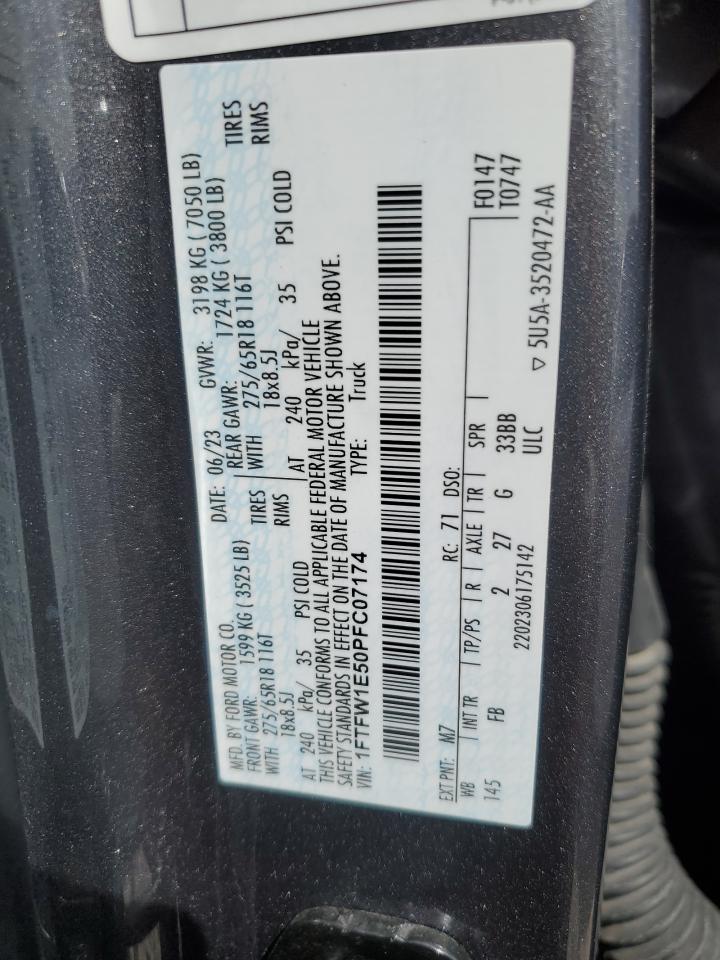 MFD. BY FORD MOTOR CO.
DATE: 06/23 GVWR: 3198 KG ( 7050 LB)
FRONT GAWR: 1599 KG ( 3525 LB) REAR GAWR: 1724 KG ( 3800 LB)
WITH 275/65R18 116T TIRES WITH 275/65R18 116T TIRES
18x8.5J RIMS 18x8.5J RIMS
AT 240 kPa/ 35 PSI COLD AT 240 kPa/ 35 PSI COLD
THIS VEHICLE CONFORMS TO ALL APPLICABLE FEDERAL MOTOR VEHICLE
SAFETY STANDARDS IN EFFECT ON THE DATE OF MANUFACTURE SHOWN ABOVE.
VIN: 1FTFW1E50PFC07174 TYPE: Truck
EXT PNT: M7 RC: 71 DSO:
WB INT TR TP/PS R AXLE TR SPR F0147
145 FB 2 27 G 33BB T0747
2202306175142 ULC
▽ 5U5A-3520472-AA